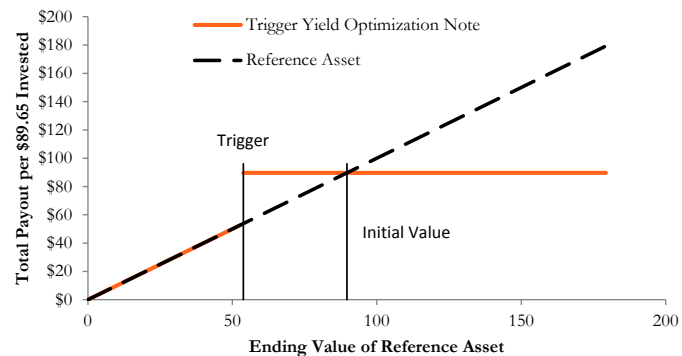 Trigger Yield Optimization Note
Reference Asset
Total Payout per $89.65 Invested
$200
$180
$160
$140
$120
$100
$80
$60
$40
$20
$0
Trigger
Initial Value
0
50
100
150
200
Ending Value of Reference Asset